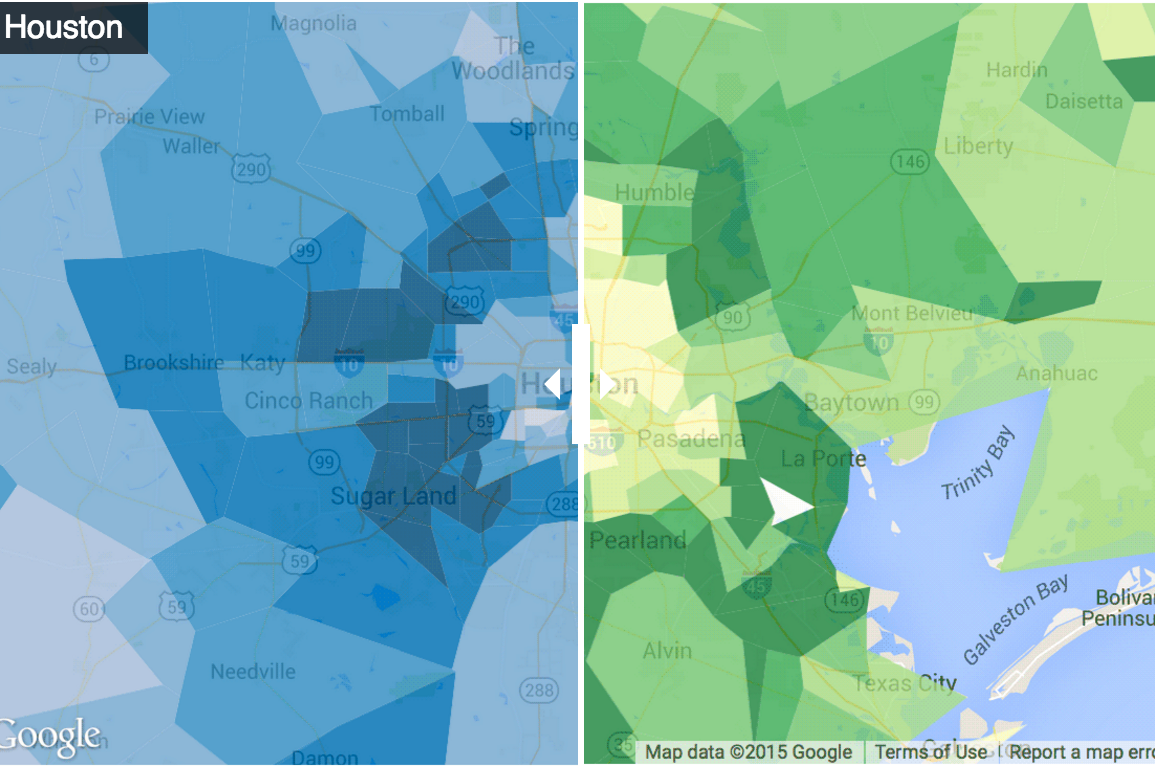 Houston
Magnolia
6
The
Woodlands
Prairie View
Tomball
Spring
Waller
290
99
290
45
Sealy
Brookshire
Katy
10
10
Cinco Ranch
59
99
Sugar Land
288
59
60
59
Needville
288
Google
Damon
Hardin
Daisetta
146
Liberty
Humble
90
Mont Belvieu
10
Anahuac
Baytown
99
610
Pasadena
La Porte
Trinity Bay
Pearland
45
146
Galveston Bay
Bolivar
Peninsu
Alvin
Texas City
35
Map data ©2015 Google
Terms of Use
Report a map erro